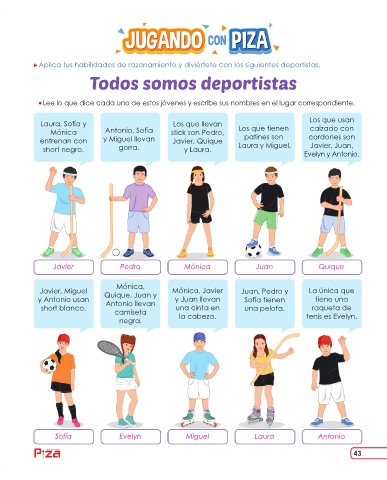 JUGANDO CON PIZA
Aplica tus habilidades de razonamiento y diviértete con los siguientes deportistas.
Todos somos deportistas
•Lee lo que dice cada uno de estos jóvenes y escribe sus nombres en el lugar correspondiente.
Laura, Sofía y
Mónica
entrenan con
short negro.
Antonio, Sofía
y Miguel llevan
gorra.
Los que llevan
stick son Pedro,
Javier, Quique
y Laura.
Los que tienen
patines son
Laura y Miguel.
Los que usan
calzado con
cordones son
Javier, Juan,
Evelyn y Antonio.
Javier
Pedro
Mónica
Juan
Quique
Javier, Miguel
y Antonio usan
short blanco.
Mónica,
Quique, Juan y
Antonio llevan
camiseta
negra.
Mónica, Javier
y Juan llevan
una cinta en
la cabeza.
Juan, Pedro y
Sofía tienen
una pelota.
La única que
tiene una
raqueta de
tenis es Evelyn.
Sofía
Evelyn
Miguel
Laura
Antonio
Piza
43